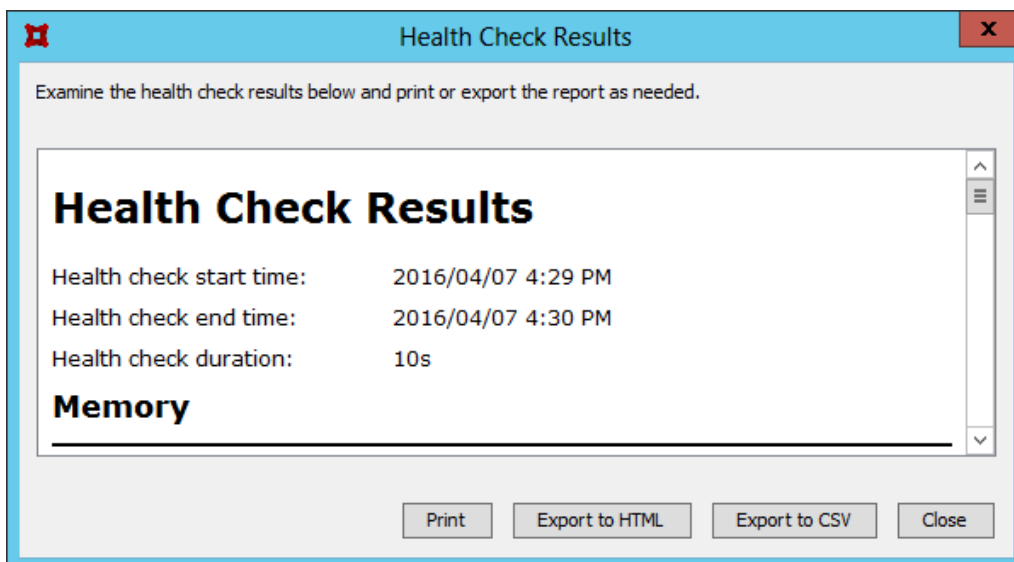 Health Check Results
x
Examine the health check results below and print or export the report as needed.
Health Check Results
Health check start time: 2016/04/07 4:29 PM
Health check end time: 2016/04/07 4:30 PM
Health check duration: 10s
Memory
Print Export to HTML Export to CSV Close